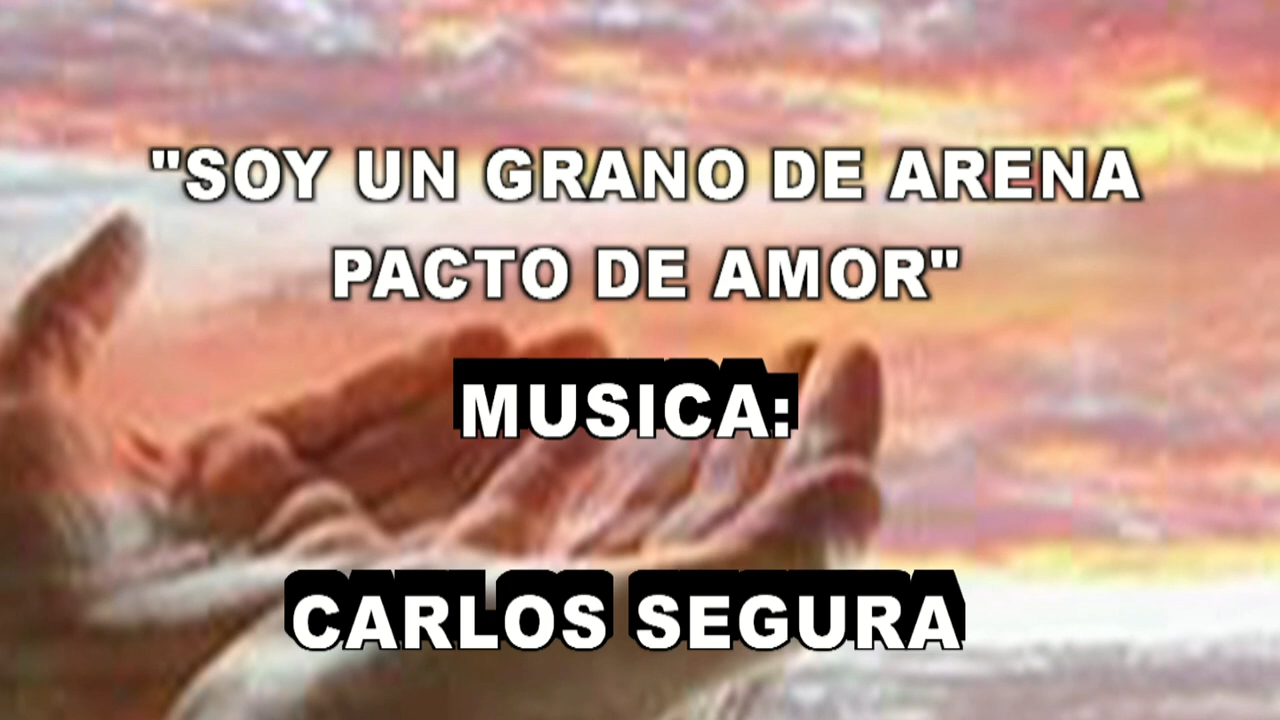 "SOY UN GRANO DE ARENA
PACTO DE AMOR"
MUSICA:
CARLOS SEGURA